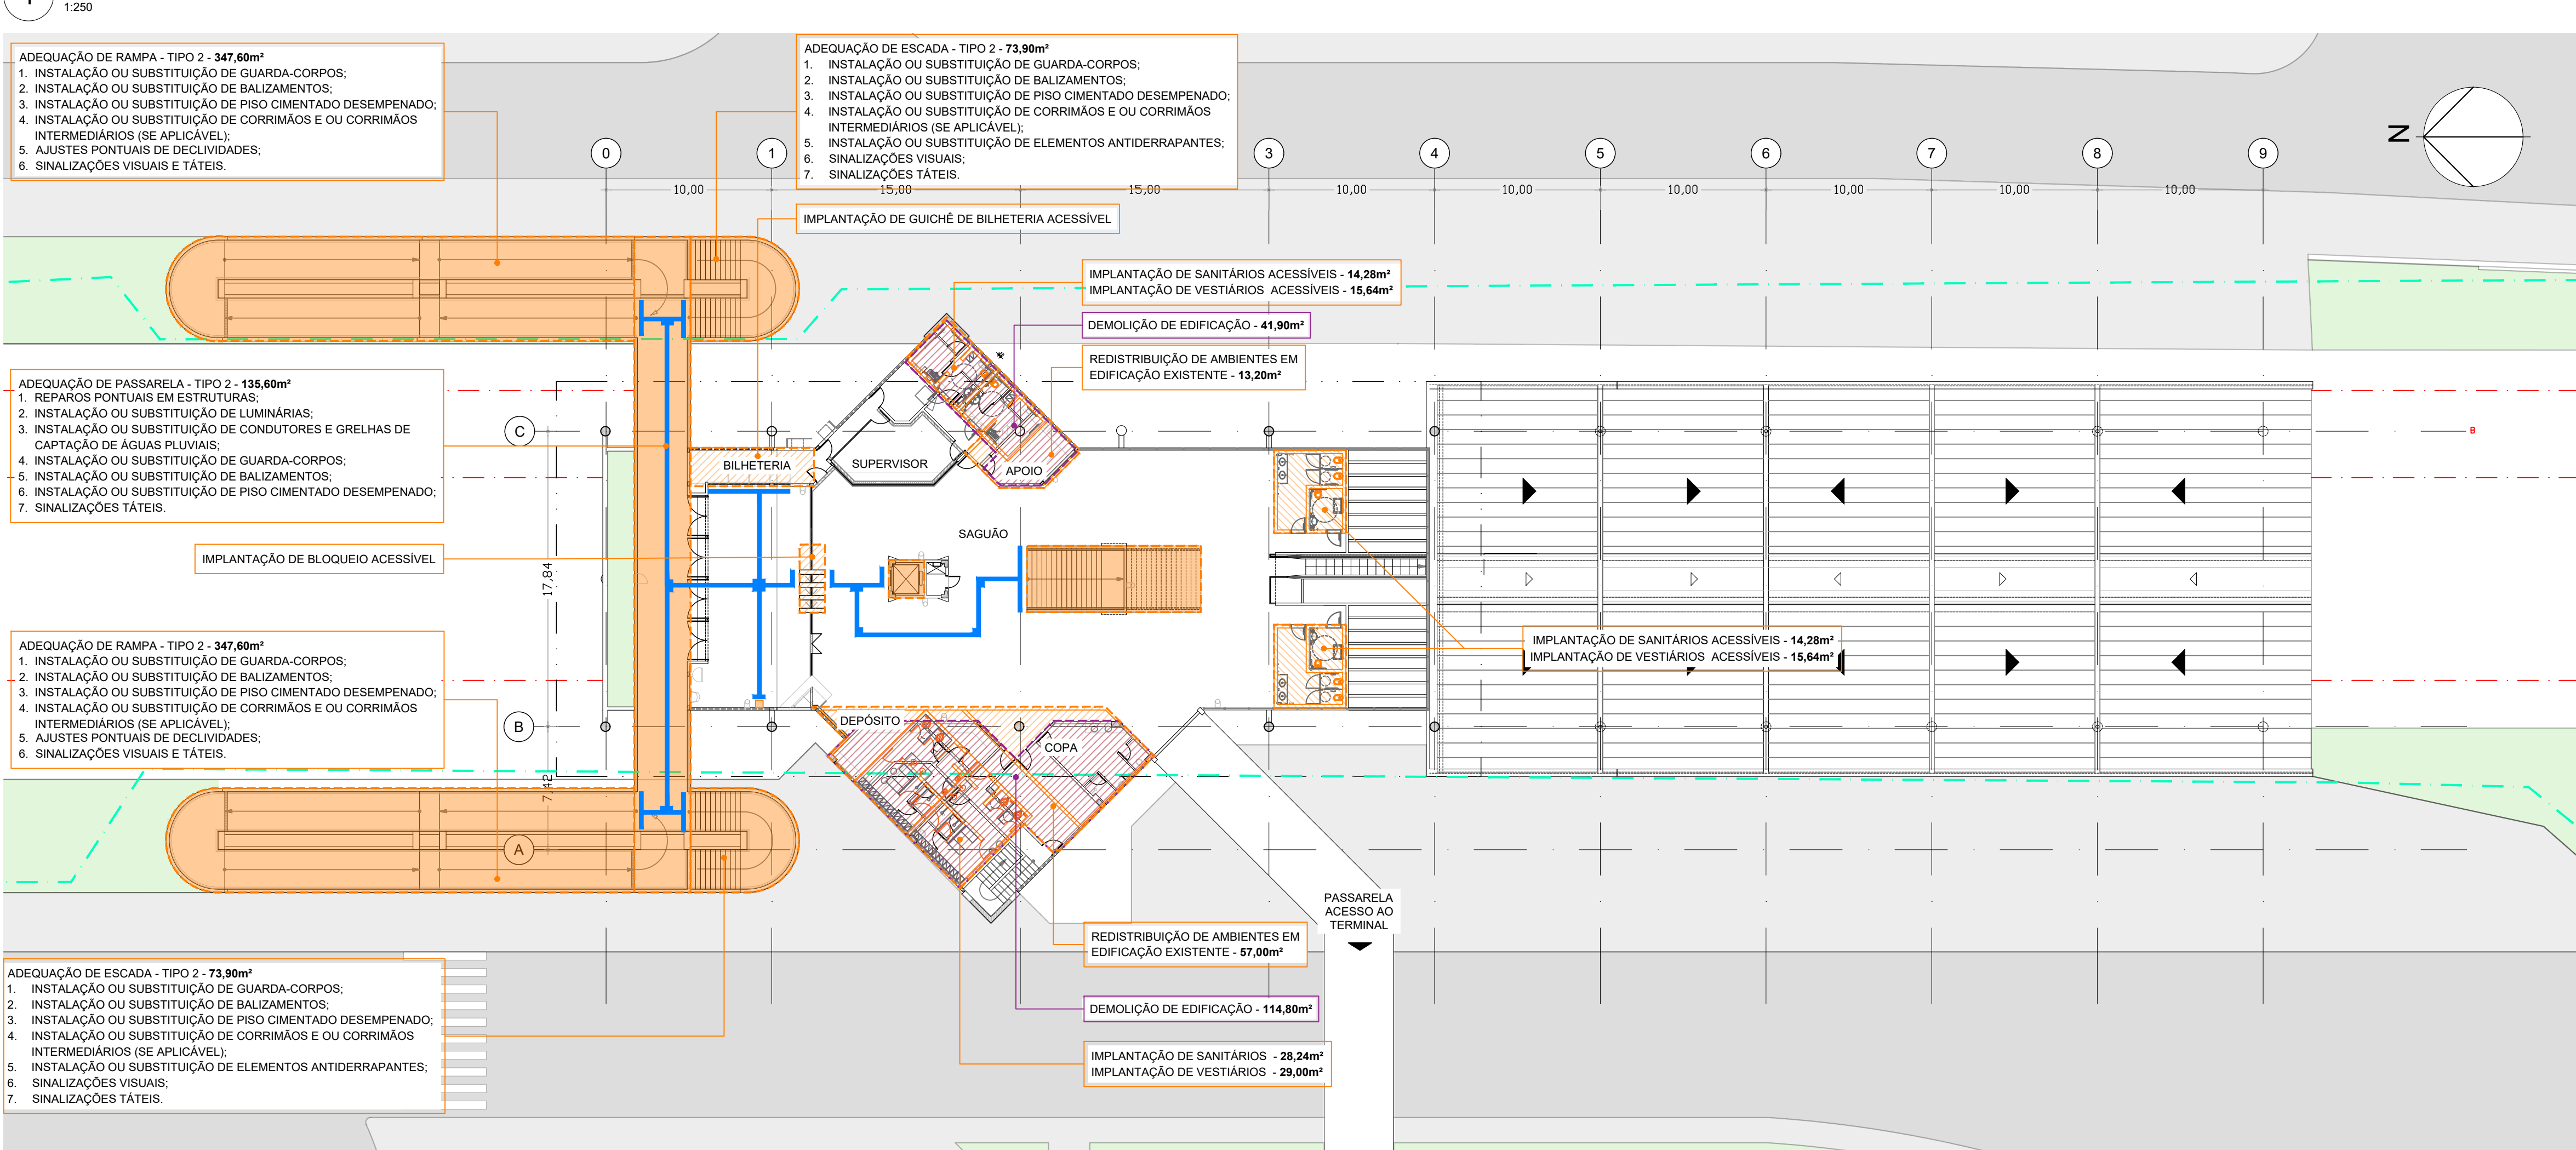 1:250
ADEQUAÇÃO DE RAMPA - TIPO 2 - 347,60m²
1. INSTALAÇÃO OU SUBSTITUIÇÃO DE GUARDA-CORPOS;
2. INSTALAÇÃO OU SUBSTITUIÇÃO DE BALIZAMENTOS;
3. INSTALAÇÃO OU SUBSTITUIÇÃO DE PISO CIMENTADO DESEMPENADO;
4. INSTALAÇÃO OU SUBSTITUIÇÃO DE CORRIMÃOS E OU CORRIMÃOS
INTERMEDIÁRIOS (SE APLICÁVEL);
5. AJUSTES PONTUAIS DE DECLIVIDADES;
6. SINALIZAÇÕES VISUAIS E TÁTEIS.
ADEQUAÇÃO DE ESCADA - TIPO 2 - 73,90m²
1. INSTALAÇÃO OU SUBSTITUIÇÃO DE GUARDA-CORPOS;
2. INSTALAÇÃO OU SUBSTITUIÇÃO DE BALIZAMENTOS;
3. INSTALAÇÃO OU SUBSTITUIÇÃO DE PISO CIMENTADO DESEMPENADO;
4. INSTALAÇÃO OU SUBSTITUIÇÃO DE CORRIMÃOS E OU CORRIMÃOS
INTERMEDIÁRIOS (SE APLICÁVEL);
5. INSTALAÇÃO OU SUBSTITUIÇÃO DE ELEMENTOS ANTIDERRAPANTES;
6. SINALIZAÇÕES VISUAIS;
7. SINALIZAÇÕES TÁTEIS.
N
0 1 3 4 5 6 7 8 9
10,00 15,00 15,00 10,00 10,00 10,00 10,00 10,00 10,00
IMPLANTAÇÃO DE GUICHÊ DE BILHETERIA ACESSÍVEL
IMPLANTAÇÃO DE SANITÁRIOS ACESSÍVEIS - 14,28m²
IMPLANTAÇÃO DE VESTIÁRIOS ACESSÍVEIS - 15,64m²
DEMOLIÇÃO DE EDIFICAÇÃO - 41,90m²
REDISTRIBUIÇÃO DE AMBIENTES EM
EDIFICAÇÃO EXISTENTE - 13,20m²
ADEQUAÇÃO DE PASSARELA - TIPO 2 - 135,60m²
1. REPAROS PONTUAIS EM ESTRUTURAS;
2. INSTALAÇÃO OU SUBSTITUIÇÃO DE LUMINÁRIAS;
3. INSTALAÇÃO OU SUBSTITUIÇÃO DE CONDUTORES E GRELHAS DE
CAPTAÇÃO DE ÁGUAS PLUVIAIS;
4. INSTALAÇÃO OU SUBSTITUIÇÃO DE GUARDA-CORPOS;
5. INSTALAÇÃO OU SUBSTITUIÇÃO DE BALIZAMENTOS;
6. INSTALAÇÃO OU SUBSTITUIÇÃO DE PISO CIMENTADO DESEMPENADO;
7. SINALIZAÇÕES TÁTEIS.
C
B
BILHETERIA
SUPERVISOR
APOIO
SAGUÃO
IMPLANTAÇÃO DE BLOQUEIO ACESSÍVEL
17,84
IMPLANTAÇÃO DE SANITÁRIOS ACESSÍVEIS - 14,28m²
IMPLANTAÇÃO DE VESTIÁRIOS ACESSÍVEIS - 15,64m²
ADEQUAÇÃO DE RAMPA - TIPO 2 - 347,60m²
1. INSTALAÇÃO OU SUBSTITUIÇÃO DE GUARDA-CORPOS;
2. INSTALAÇÃO OU SUBSTITUIÇÃO DE BALIZAMENTOS;
3. INSTALAÇÃO OU SUBSTITUIÇÃO DE PISO CIMENTADO DESEMPENADO;
4. INSTALAÇÃO OU SUBSTITUIÇÃO DE CORRIMÃOS E OU CORRIMÃOS
INTERMEDIÁRIOS (SE APLICÁVEL);
5. AJUSTES PONTUAIS DE DECLIVIDADES;
6. SINALIZAÇÕES VISUAIS E TÁTEIS.
B
DEPÓSITO
COPA
7,42
A
PASSARELA
ACESSO AO
TERMINAL
REDISTRIBUIÇÃO DE AMBIENTES EM
EDIFICAÇÃO EXISTENTE - 57,00m²
DEMOLIÇÃO DE EDIFICAÇÃO - 114,80m²
IMPLANTAÇÃO DE SANITÁRIOS - 28,24m²
IMPLANTAÇÃO DE VESTIÁRIOS - 29,00m²
ADEQUAÇÃO DE ESCADA - TIPO 2 - 73,90m²
1. INSTALAÇÃO OU SUBSTITUIÇÃO DE GUARDA-CORPOS;
2. INSTALAÇÃO OU SUBSTITUIÇÃO DE BALIZAMENTOS;
3. INSTALAÇÃO OU SUBSTITUIÇÃO DE PISO CIMENTADO DESEMPENADO;
4. INSTALAÇÃO OU SUBSTITUIÇÃO DE CORRIMÃOS E OU CORRIMÃOS
INTERMEDIÁRIOS (SE APLICÁVEL);
5. INSTALAÇÃO OU SUBSTITUIÇÃO DE ELEMENTOS ANTIDERRAPANTES;
6. SINALIZAÇÕES VISUAIS;
7. SINALIZAÇÕES TÁTEIS.